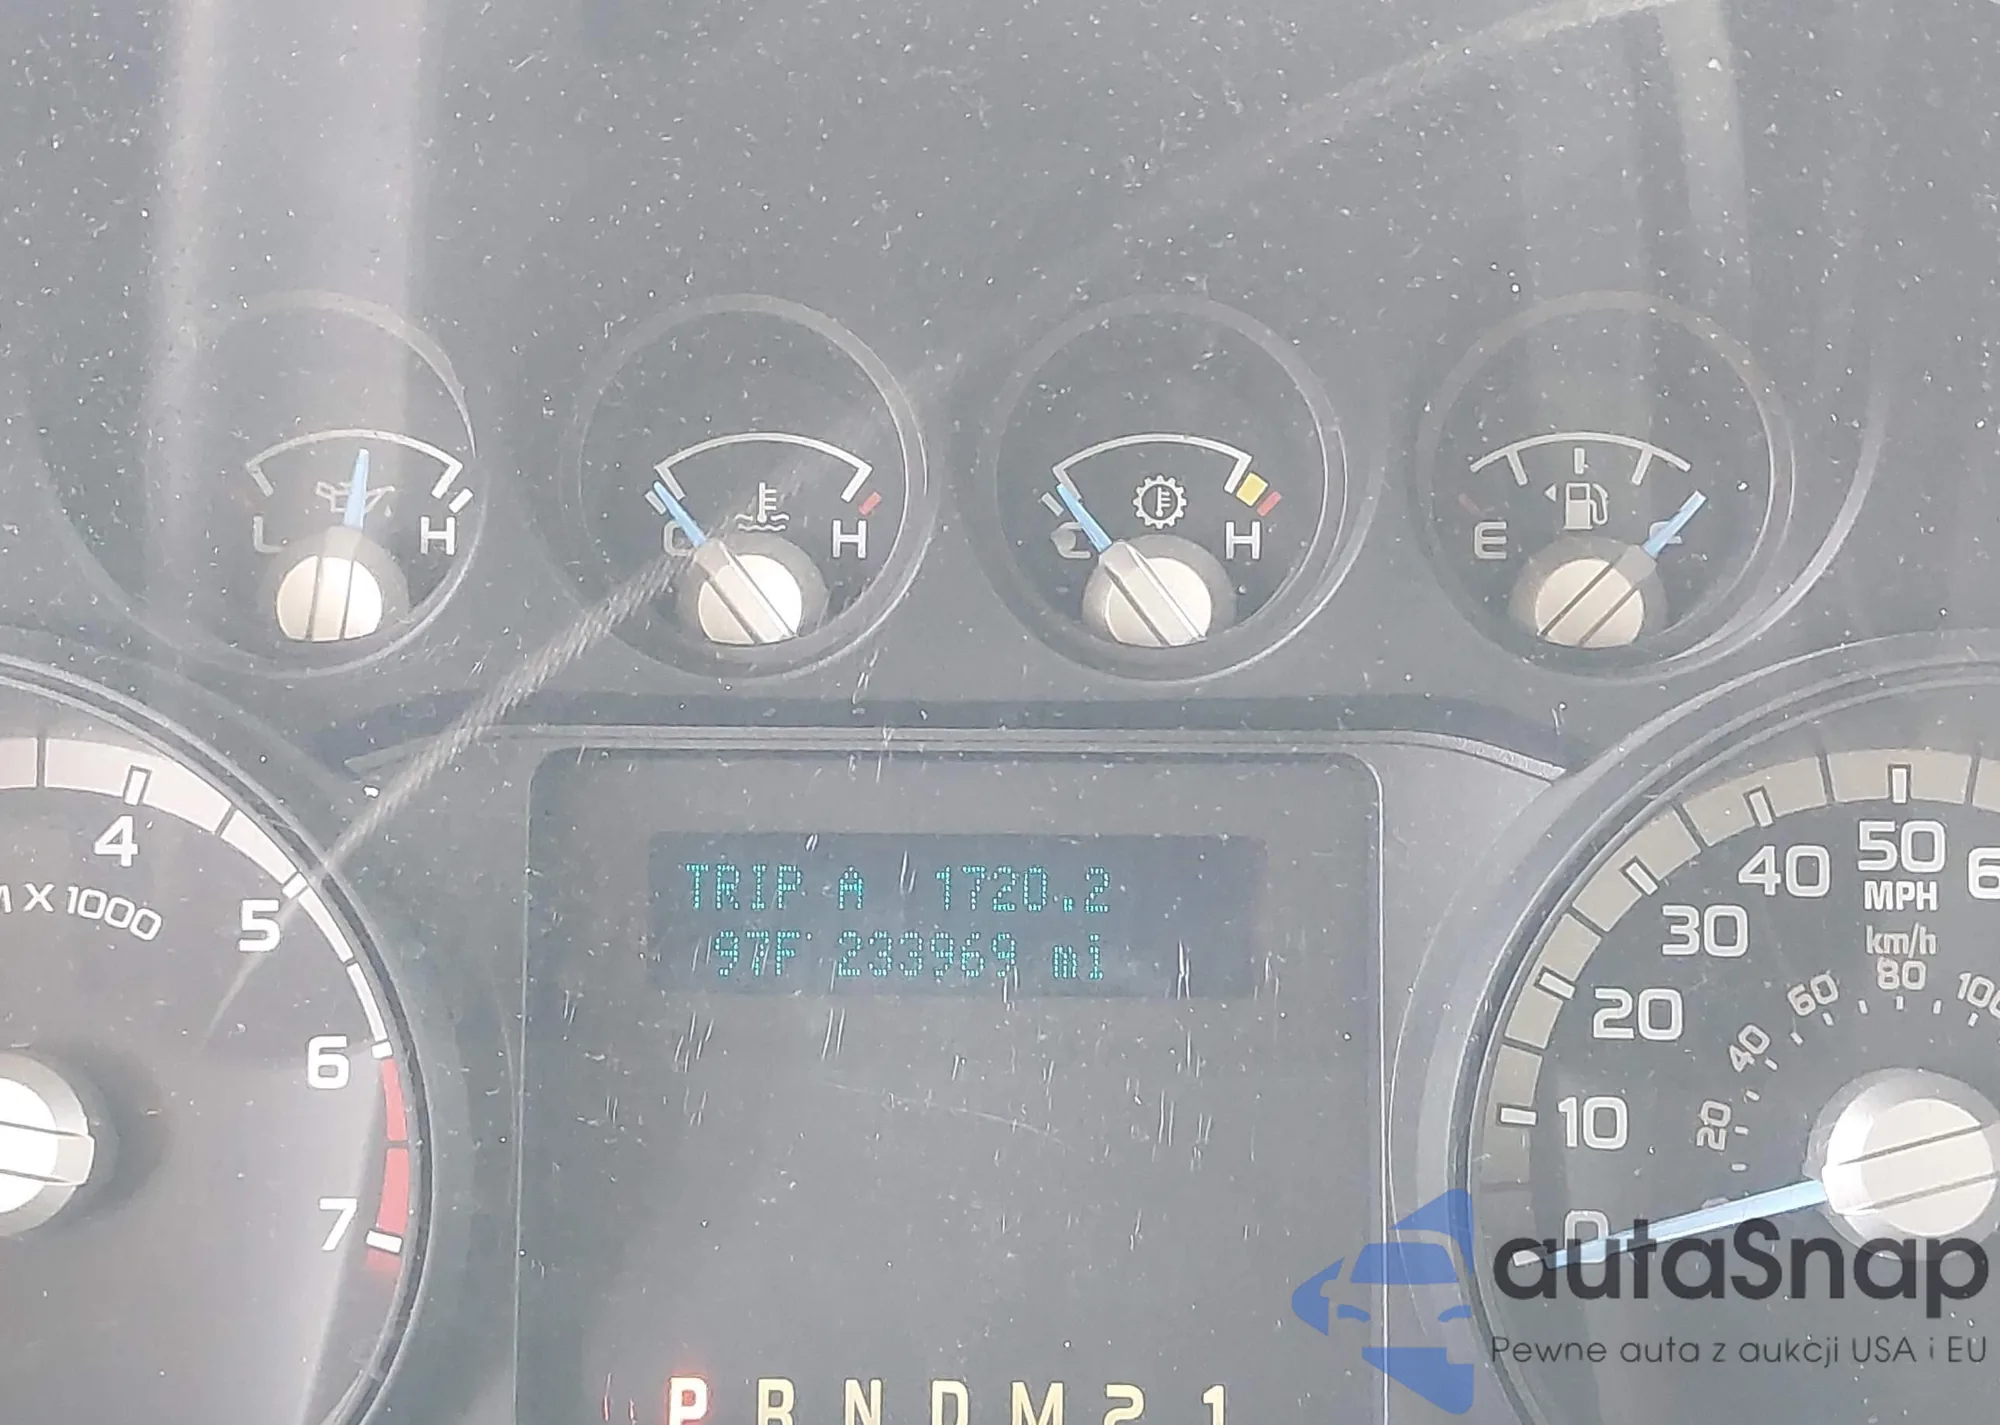 L H
C H
C H
E F
4
5
6
7
X 1000
TRIP A 1720.2
97F 233969 mi
P R N D M 2 1
0
10
20
30
40
50
MPH
km/h
20
40
60
80
100
autaSnap
Pewne auta z aukcji USA i EU